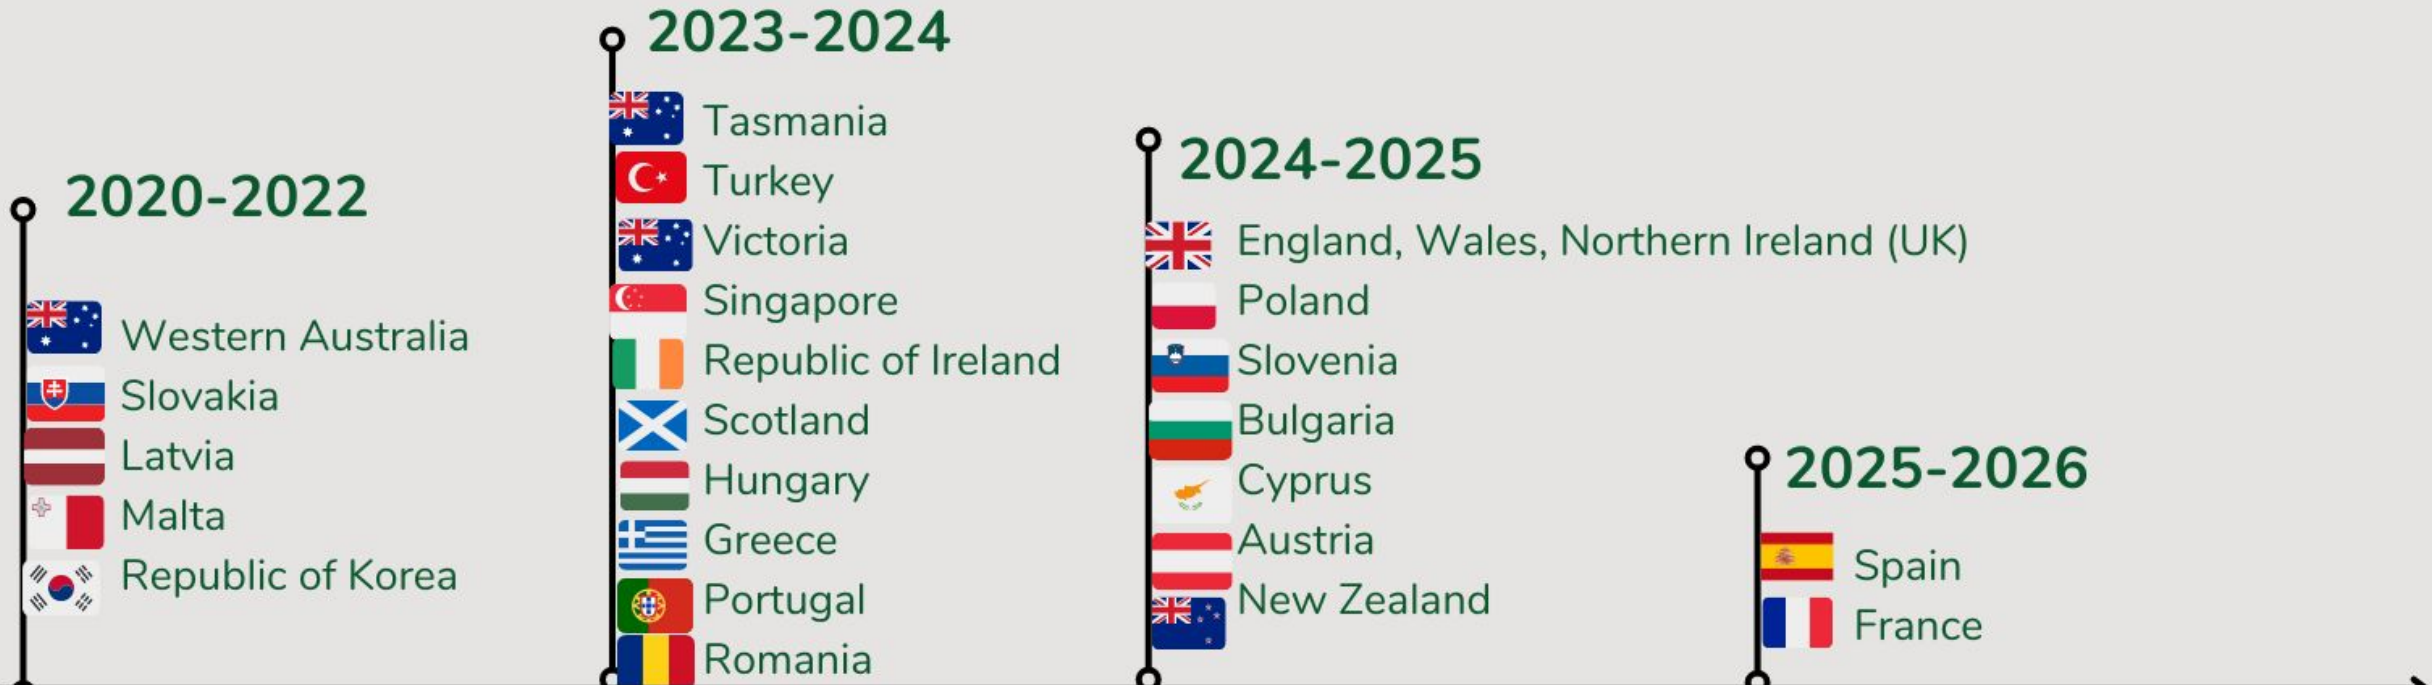 2020-2022
Western Australia
Slovakia
Latvia
Malta
Republic of Korea
2023-2024
Tasmania
Turkey
Victoria
Singapore
Republic of Ireland
Scotland
Hungary
Greece
Portugal
Romania
2024-2025
England, Wales, Northern Ireland (UK)
Poland
Slovenia
Bulgaria
Cyprus
Austria
New Zealand
2025-2026
Spain
France